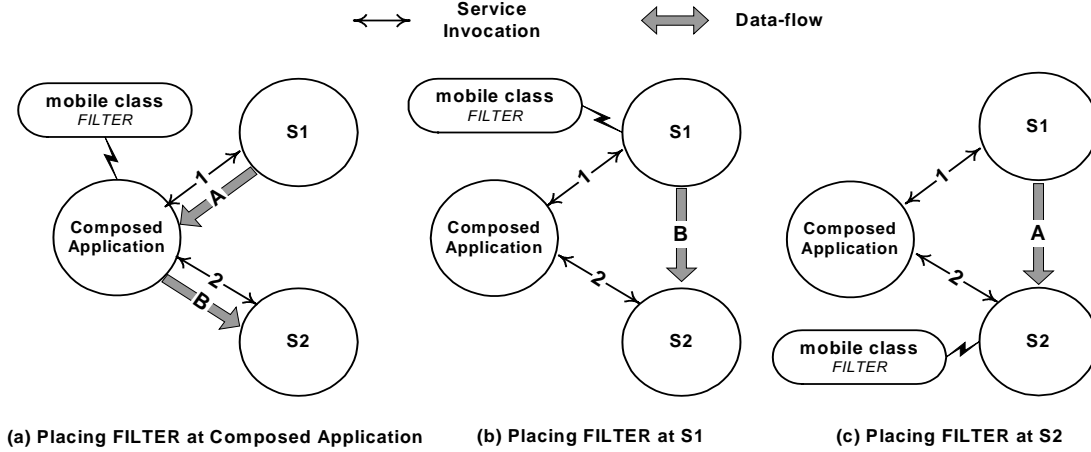 Service
Invocation
Data-flow
mobile class
FILTER
S1
1
A
Composed
Application
2
B
S2
(a) Placing FILTER at Composed Application
mobile class
FILTER
S1
1
B
Composed
Application
2
S2
(b) Placing FILTER at S1
S1
1
A
Composed
Application
2
S2
mobile class
FILTER
(c) Placing FILTER at S2